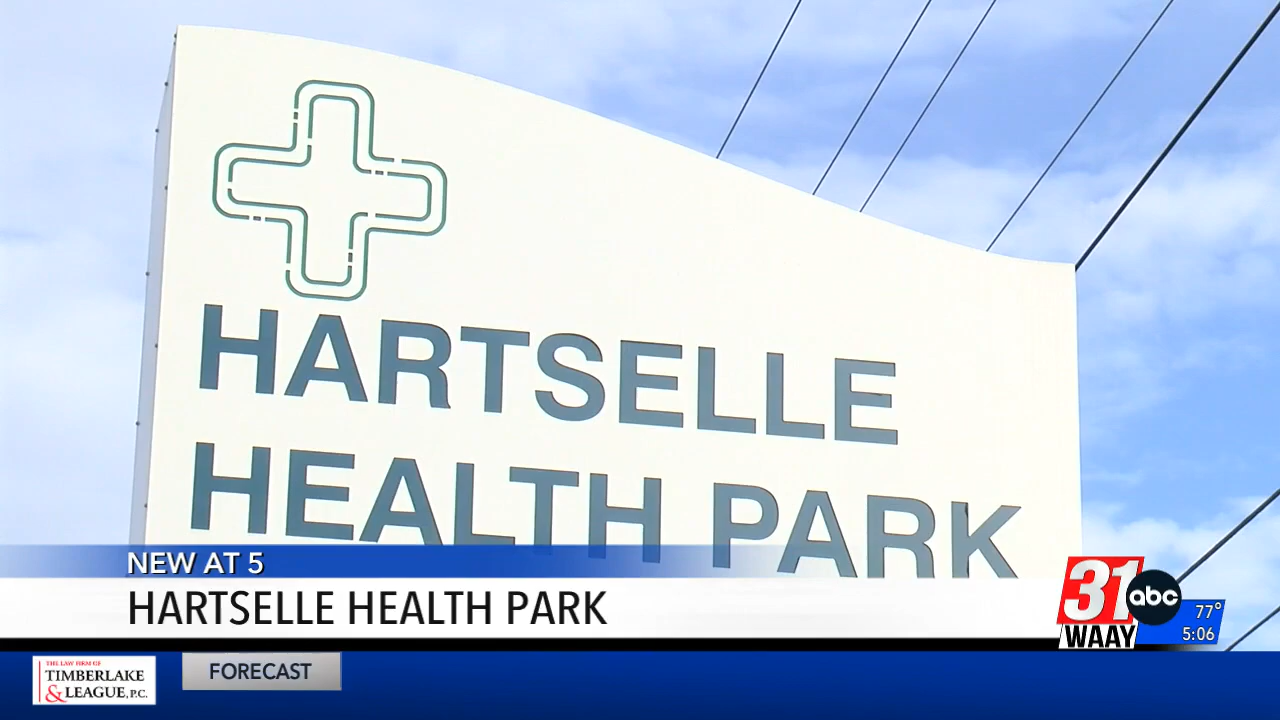 HARTSELLE
HEALTH PARK
NEW AT 5
HARTSELLE HEALTH PARK
31
abc
WAAY
77°
5:06
THE LAW FIRM OF
TIMBERLAKE
& LEAGUE, P.C.
FORECAST